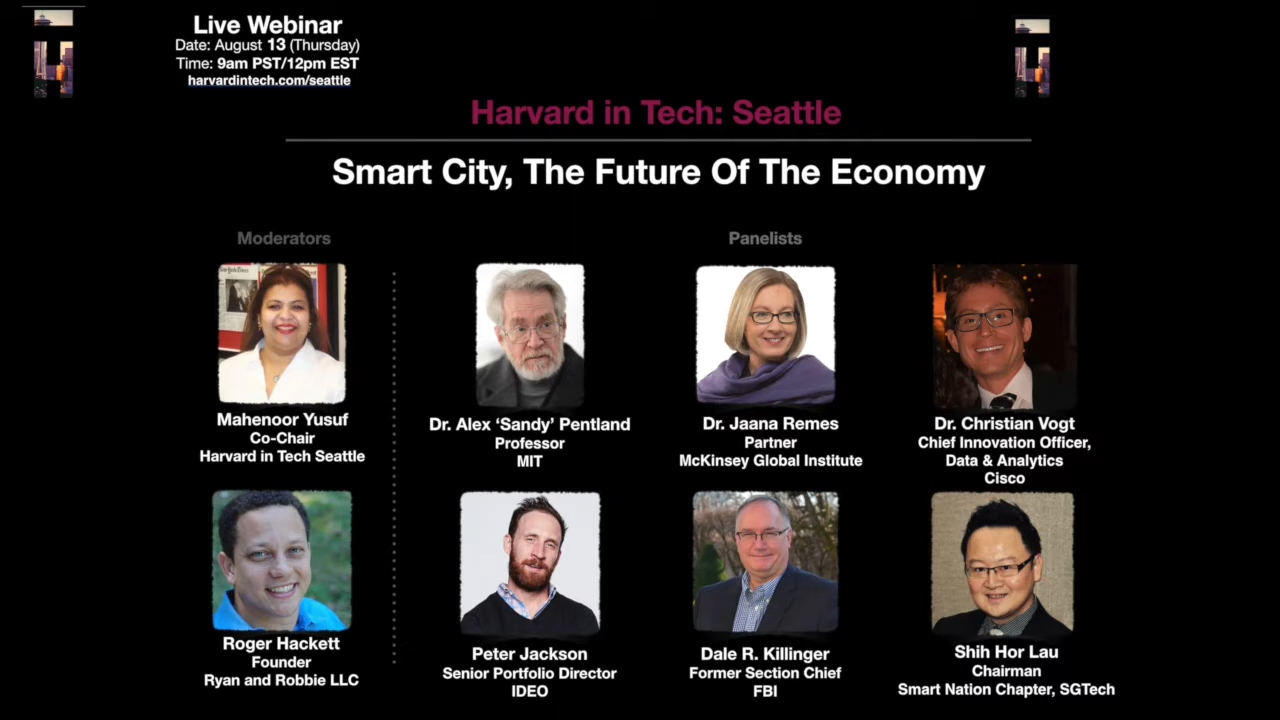 Live Webinar
Date: August 13 (Thursday)
Time: 9am PST/12pm EST
harvardintech.com/seattle
Harvard in Tech: Seattle
Smart City, The Future Of The Economy
Moderators
Panelists
Mahenoor Yusuf
Co-Chair
Harvard in Tech Seattle
Dr. Alex ‘Sandy’ Pentland
Professor
MIT
Dr. Jaana Remes
Partner
McKinsey Global Institute
Dr. Christian Vogt
Chief Innovation Officer,
Data & Analytics
Cisco
Roger Hackett
Founder
Ryan and Robbie LLC
Peter Jackson
Senior Portfolio Director
IDEO
Dale R. Killinger
Former Section Chief
FBI
Shih Hor Lau
Chairman
Smart Nation Chapter, SGTech